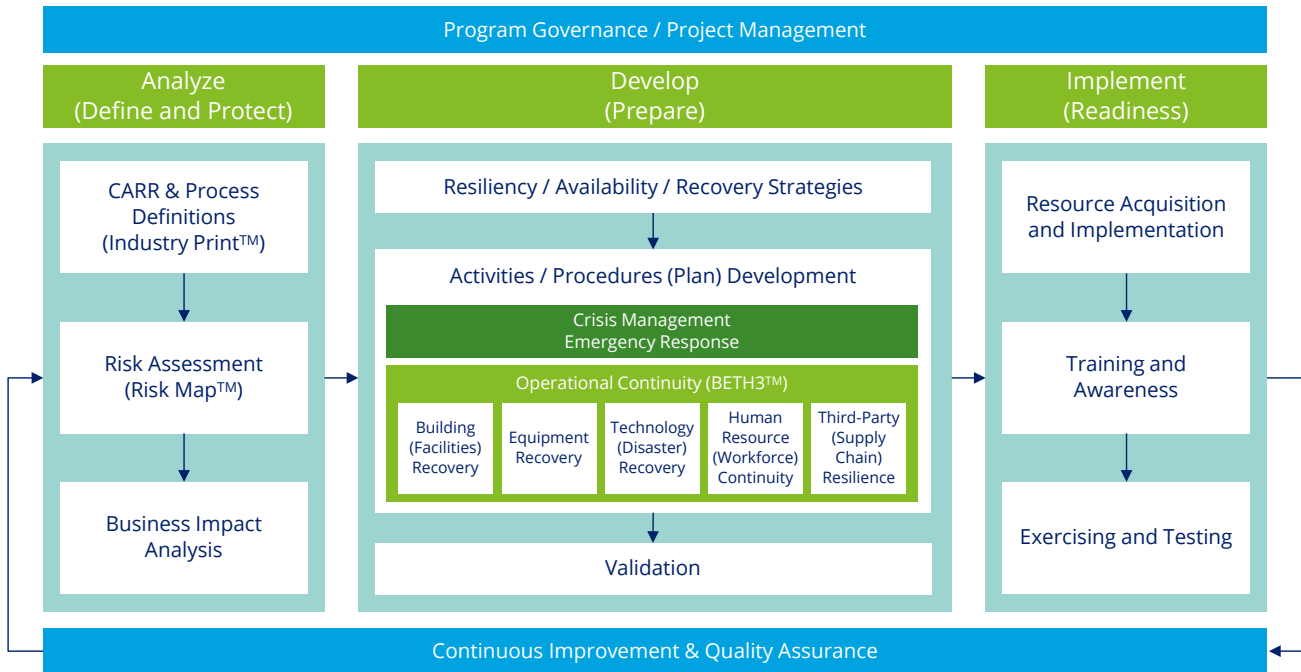 Program Governance / Project Management
Analyze
(Define and Protect)
Develop
(Prepare)
Implement
(Readiness)
CARR & Process
Definitions
(Industry Print™)
Risk Assessment
(Risk Map™)
Business Impact
Analysis
Resiliency / Availability / Recovery Strategies
Activities / Procedures (Plan) Development
Crisis Management
Emergency Response
Operational Continuity (BETH3™)
Building
(Facilities)
Recovery
Equipment
Recovery
Technology
(Disaster)
Recovery
Human
Resource
(Workforce)
Continuity
Third-Party
(Supply
Chain)
Resilience
Validation
Resource Acquisition
and Implementation
Training and
Awareness
Exercising and Testing
Continuous Improvement & Quality Assurance